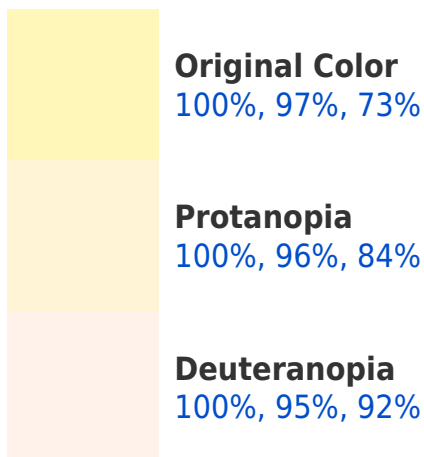 Original Color
100%, 97%, 73%
Protanopia
100%, 96%, 84%
Deuteranopia
100%, 95%, 92%